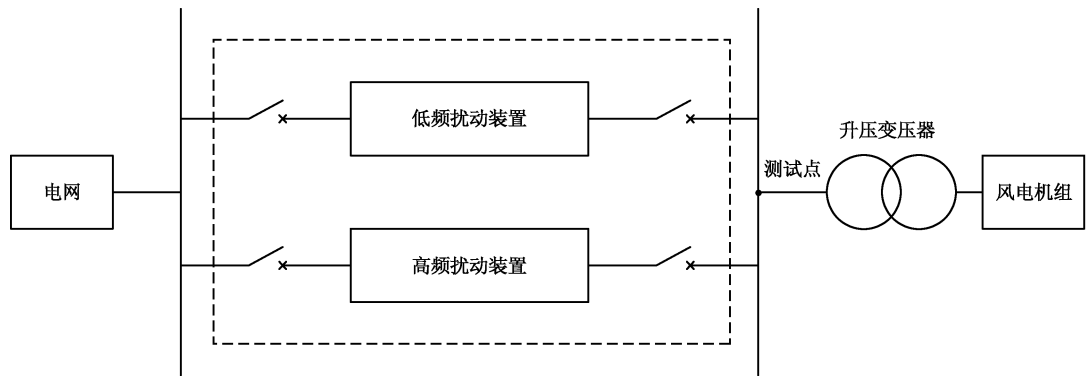 低频扰动装置
升压变压器
测试点
电网
风电机组
高频扰动装置